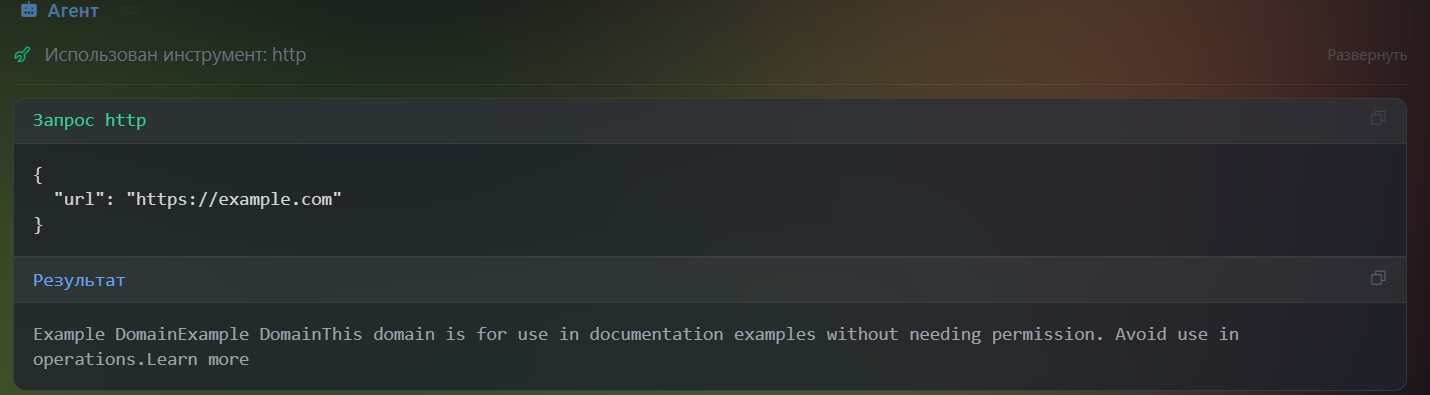 Агент
Использован инструмент: http
Развернуть
Запрос http
{
"url": "https://example.com"
}
Результат
Example DomainExample DomainThis domain is for use in documentation examples without needing permission. Avoid use in
operations.Learn more